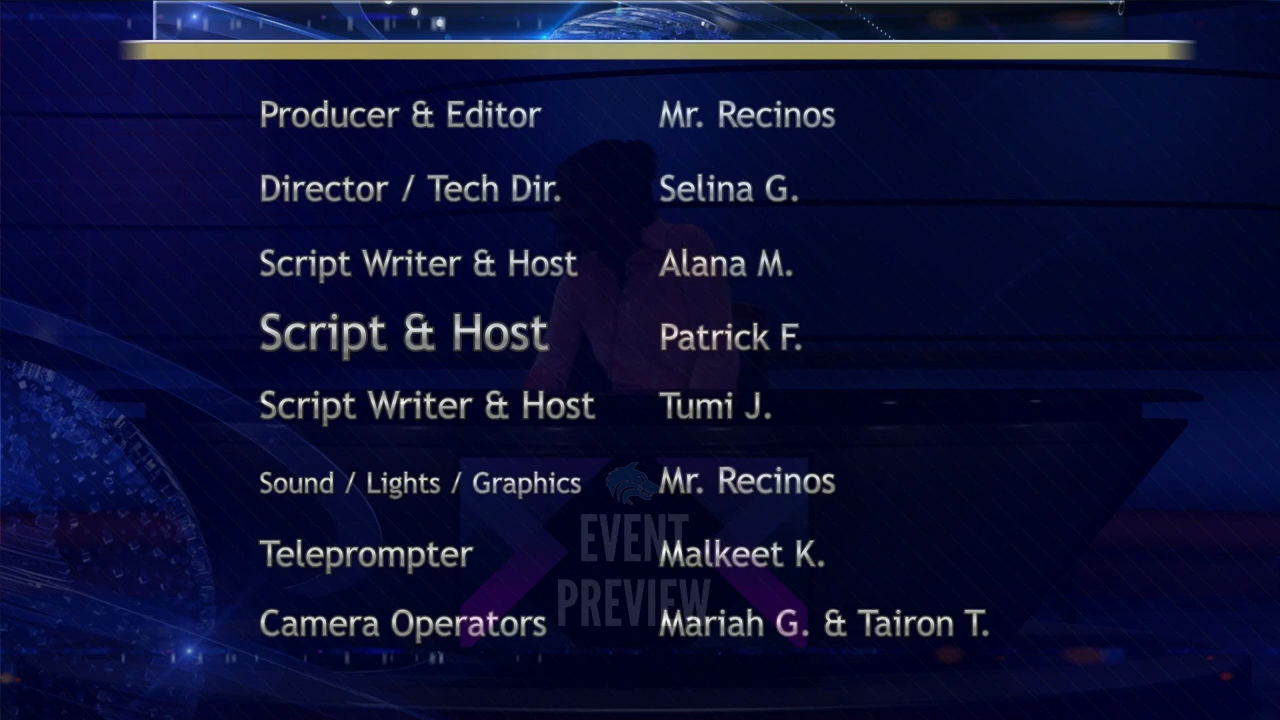 Producer & Editor Mr. Recinos
Director / Tech Dir. Selina G.
Script Writer & Host Alana M.
Script & Host Patrick F.
Script Writer & Host Tumi J.
Sound / Lights / Graphics Mr. Recinos
EVENT
Teleprompter Malkeet K.
PREVIEW
Camera Operators Mariah G. & Tairon T.